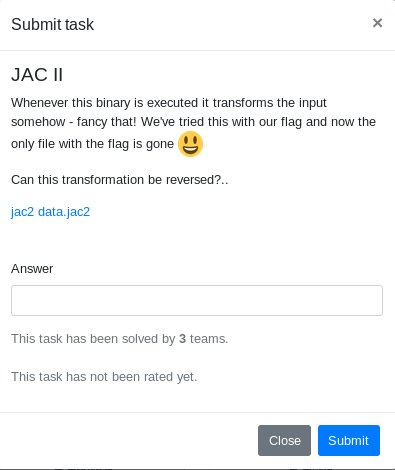 Submit task
×
JAC II
Whenever this binary is executed it transforms the input
somehow - fancy that! We've tried this with our flag and now the
only file with the flag is gone 😃
Can this transformation be reversed?..
jac2 data.jac2
Answer
This task has been solved by 3 teams.
This task has not been rated yet.
Close Submit